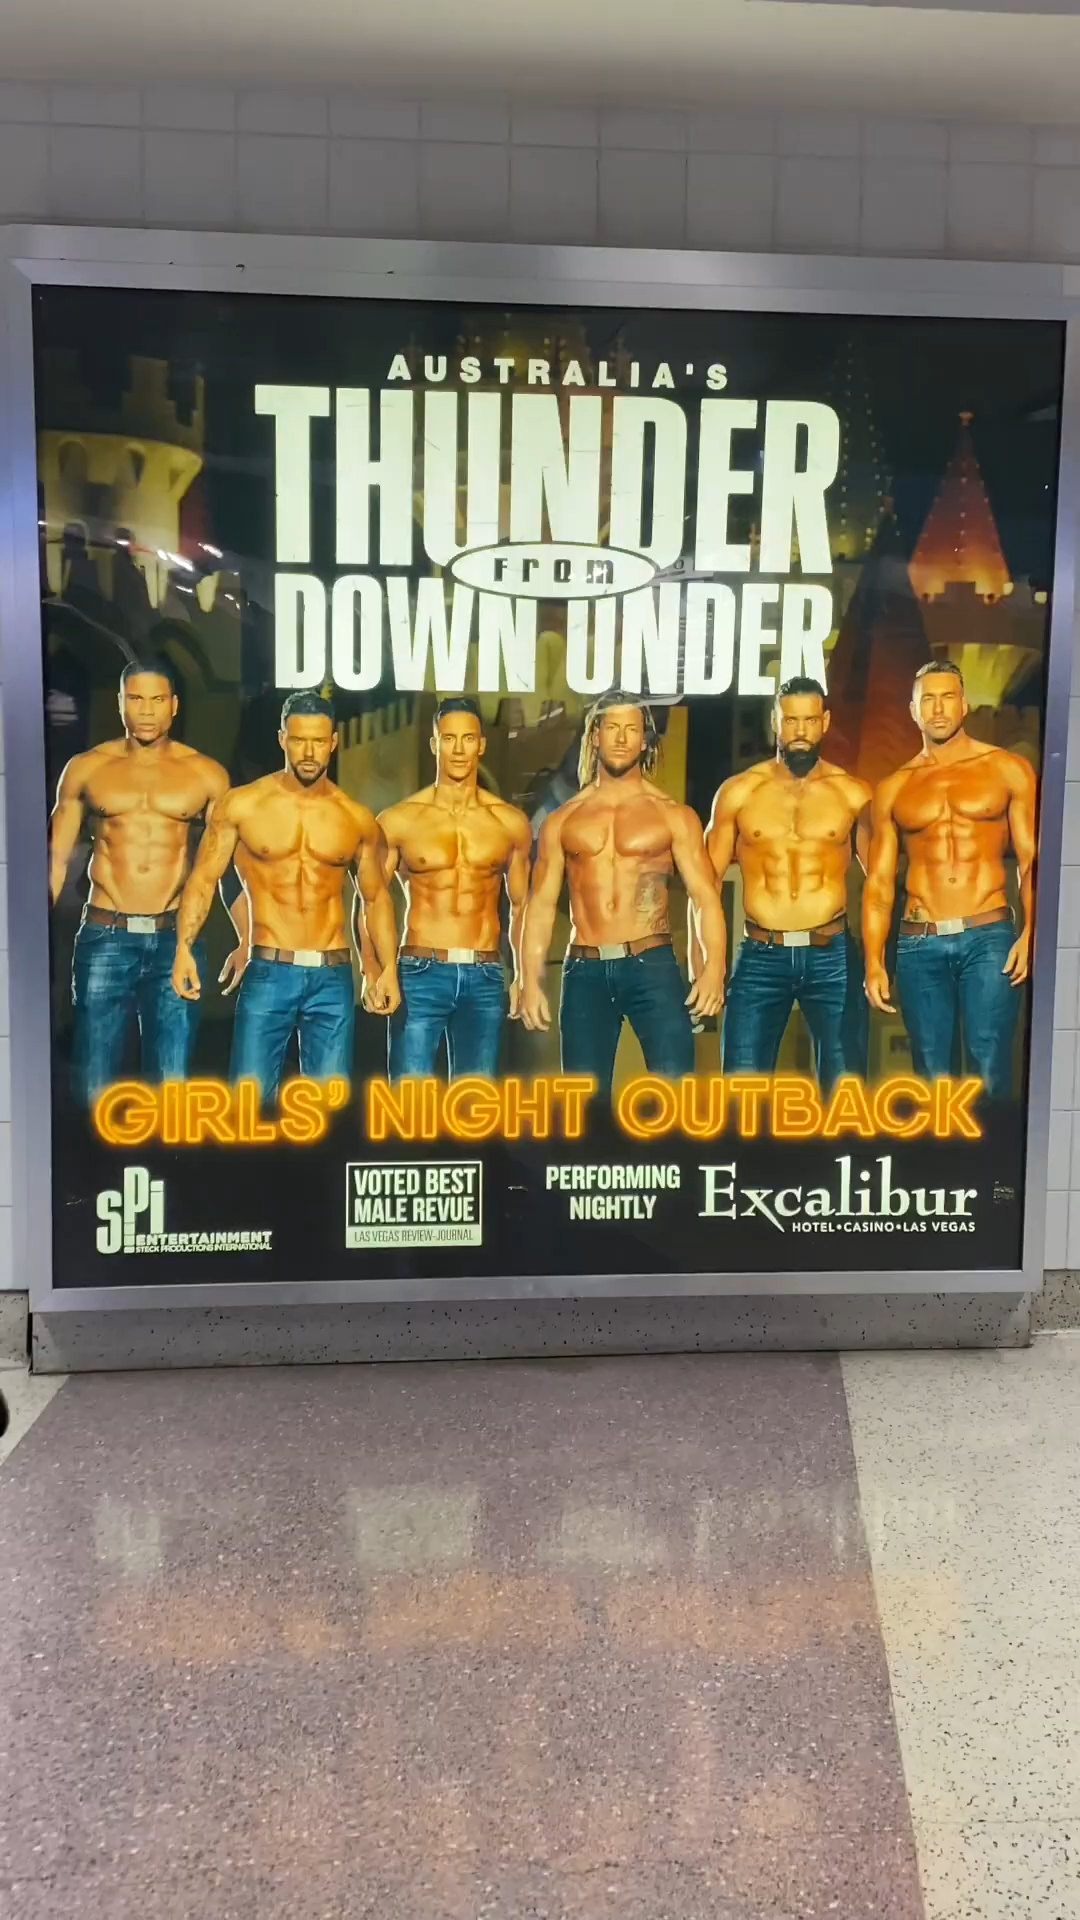 AUSTRALIA'S
THUNDER
From
DOWN UNDER
GIRLS' NIGHT OUTBACK
SPi
ENTERTAINMENT
STECK PRODUCTIONS INTERNATIONAL
VOTED BEST
MALE REVUE
LAS VEGAS REVIEW-JOURNAL
PERFORMING
NIGHTLY
Excalibur
HOTEL•CASINO•LAS VEGAS